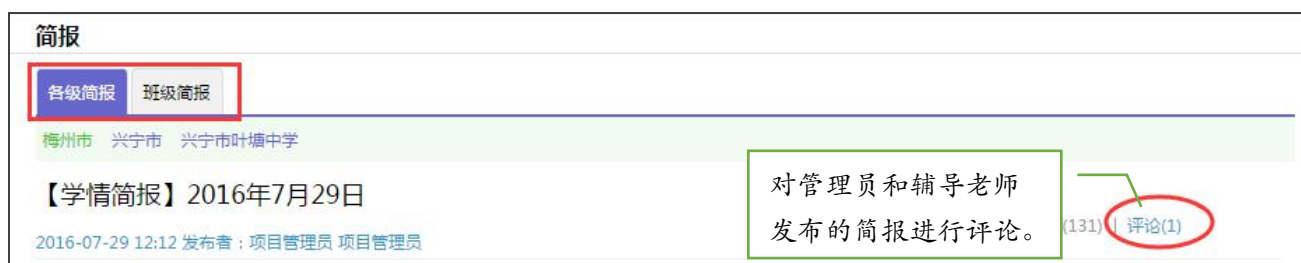 简报
各级简报 班级简报
梅州市 兴宁市 兴宁市叶塘中学
【学情简报】2016年7月29日
对管理员和辅导老师
发布的简报进行评论。
(131) | 评论(1)
2016-07-29 12:12 发布者：项目管理员 项目管理员